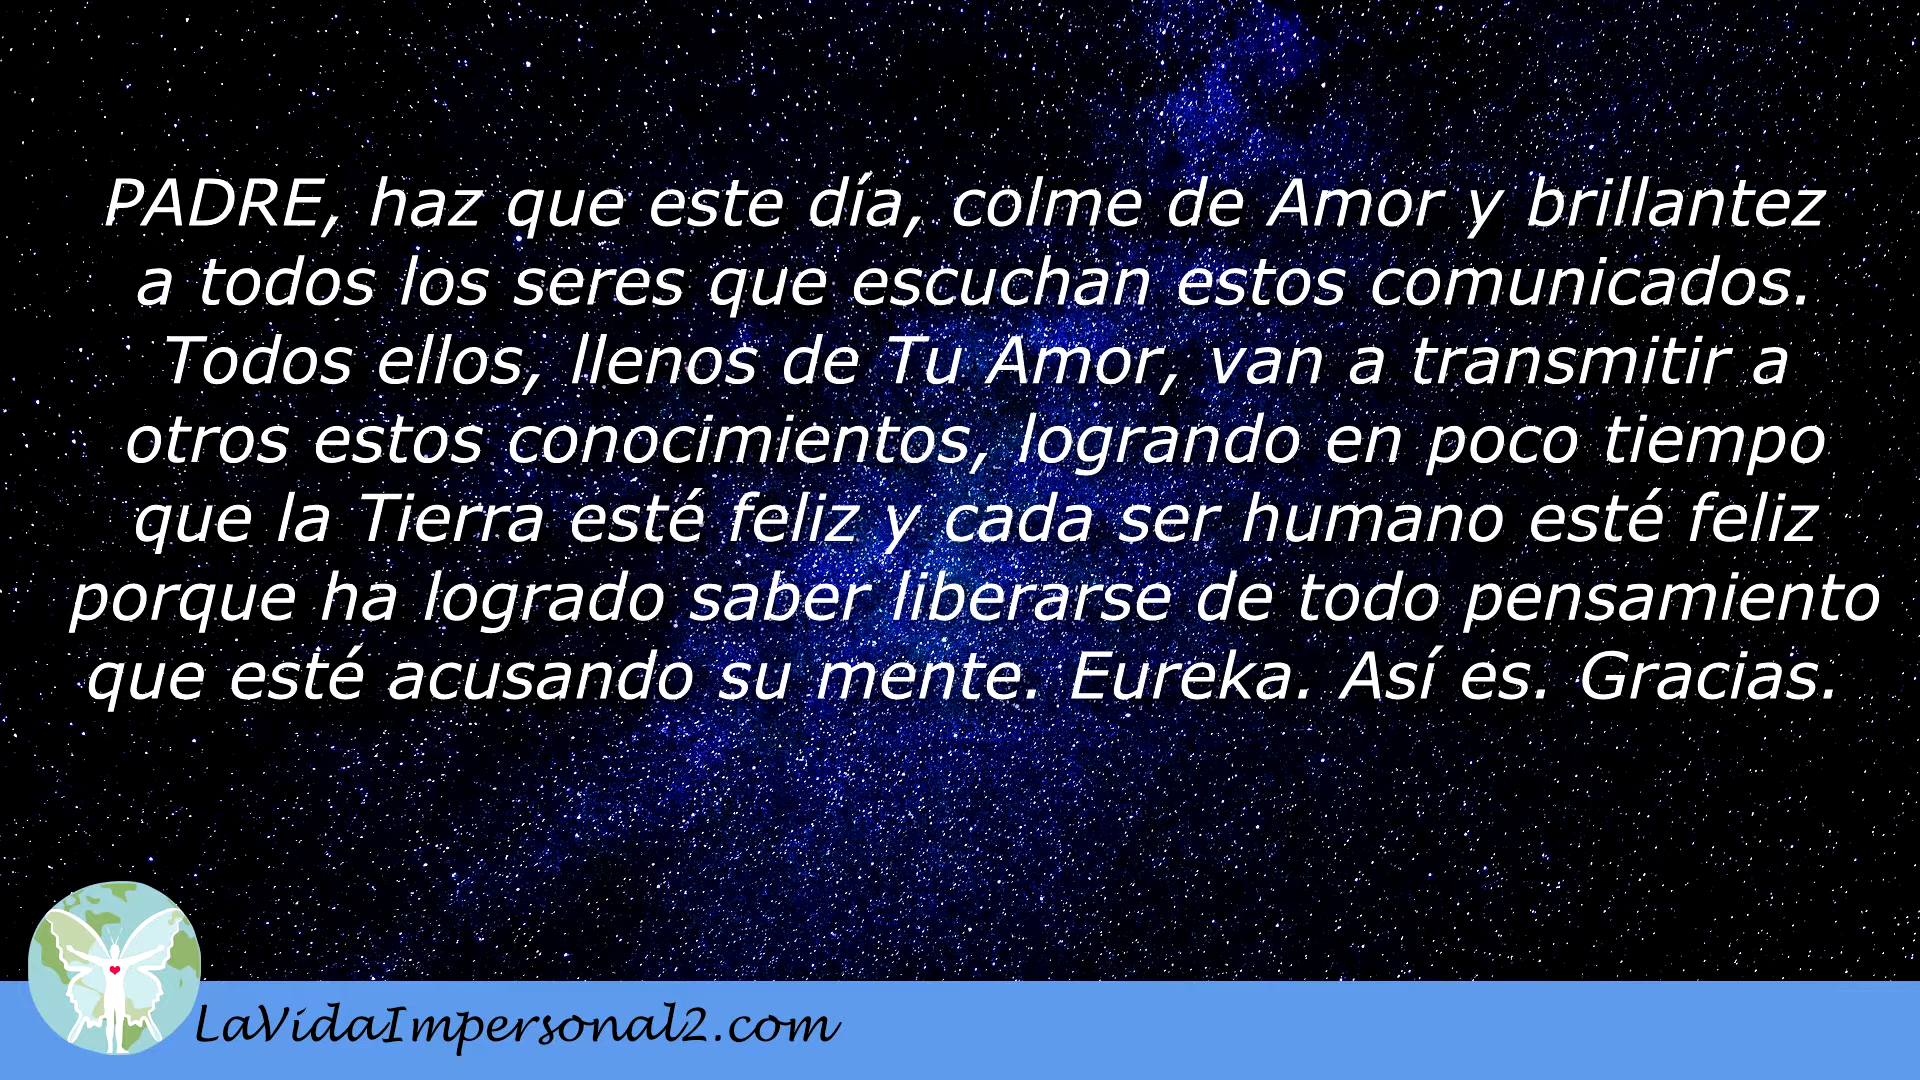 PADRE, haz que este día, colme de Amor y brillantez
a todos los seres que escuchan estos comunicados.
Todos ellos, llenos de Tu Amor, van a transmitir a
otros estos conocimientos, logrando en poco tiempo
que la Tierra esté feliz y cada ser humano esté feliz
porque ha logrado saber liberarse de todo pensamiento
que esté acusando su mente. Eureka. Así es. Gracias.
LaVidaImpersonal2.com